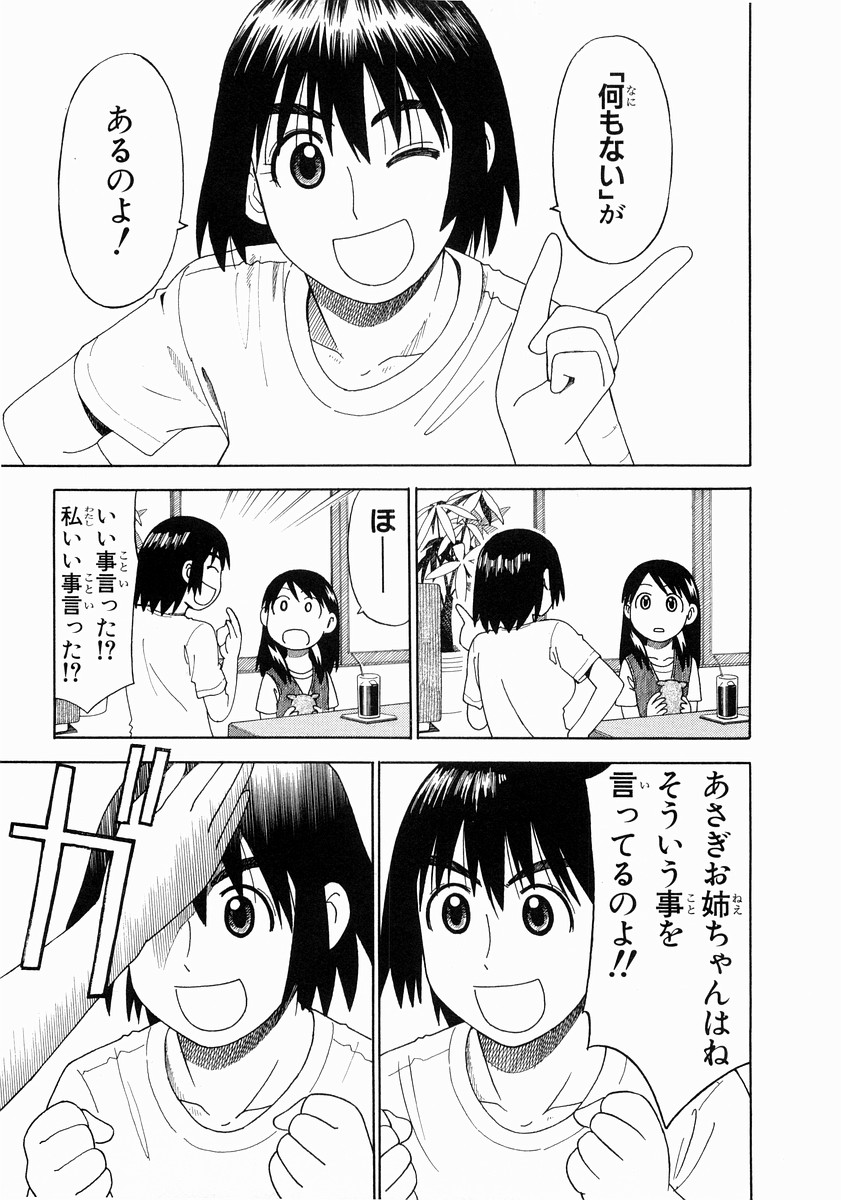 「何もない」が
あるのよ！
ほ――
いい事言った!?
私いい事言った!?
あさぎお姉ちゃんはね
そういう事を
言ってるのよ!!
ガ"